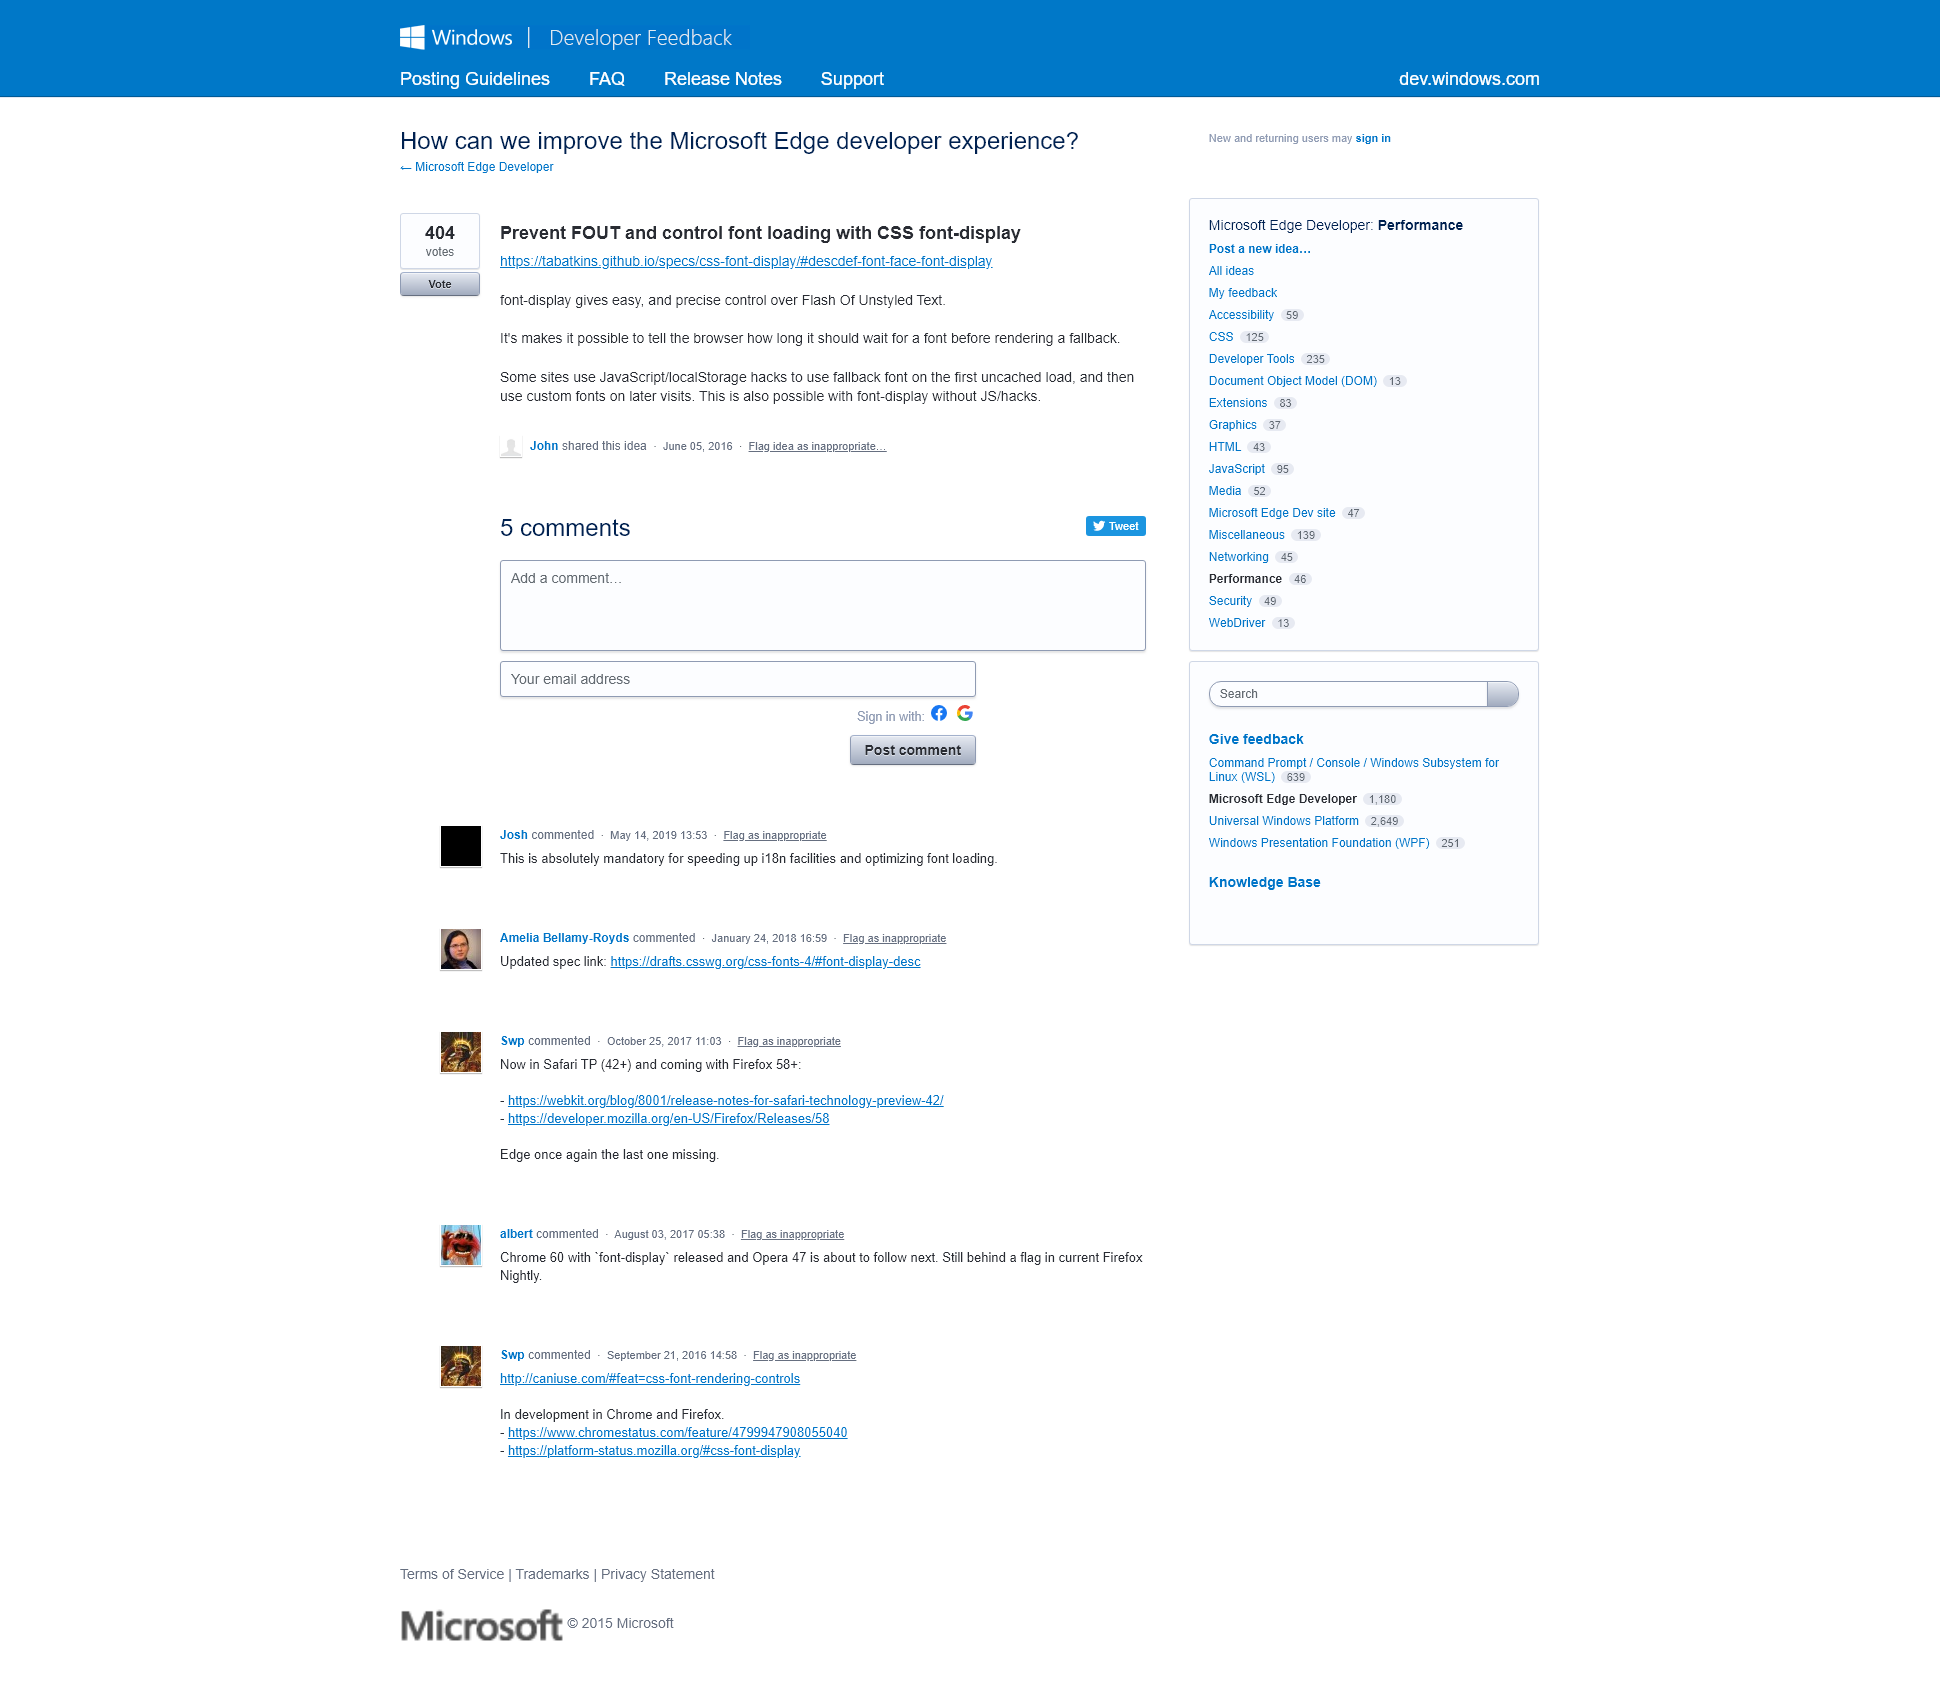 Windows | Developer Feedback
Posting Guidelines FAQ Release Notes Support dev.windows.com
How can we improve the Microsoft Edge developer experience?
← Microsoft Edge Developer
New and returning users may sign in
404
votes
Vote
Prevent FOUT and control font loading with CSS font-display
https://tabatkins.github.io/specs/css-font-display/#descdef-font-face-font-display
font-display gives easy, and precise control over Flash Of Unstyled Text.
It's makes it possible to tell the browser how long it should wait for a font before rendering a fallback.
Some sites use JavaScript/localStorage hacks to use fallback font on the first uncached load, and then
use custom fonts on later visits. This is also possible with font-display without JS/hacks.
John shared this idea · June 05, 2016 · Flag idea as inappropriate…
5 comments
Tweet
Add a comment…
Your email address
Sign in with:
Post comment
Josh commented · May 14, 2019 13:53 · Flag as inappropriate
This is absolutely mandatory for speeding up i18n facilities and optimizing font loading.
Amelia Bellamy-Royds commented · January 24, 2018 16:59 · Flag as inappropriate
Updated spec link: https://drafts.csswg.org/css-fonts-4/#font-display-desc
Swp commented · October 25, 2017 11:03 · Flag as inappropriate
Now in Safari TP (42+) and coming with Firefox 58+:
- https://webkit.org/blog/8001/release-notes-for-safari-technology-preview-42/
- https://developer.mozilla.org/en-US/Firefox/Releases/58
Edge once again the last one missing.
albert commented · August 03, 2017 05:38 · Flag as inappropriate
Chrome 60 with `font-display` released and Opera 47 is about to follow next. Still behind a flag in current Firefox
Nightly.
Swp commented · September 21, 2016 14:58 · Flag as inappropriate
http://caniuse.com/#feat=css-font-rendering-controls
In development in Chrome and Firefox.
- https://www.chromestatus.com/feature/4799947908055040
- https://platform-status.mozilla.org/#css-font-display
Microsoft Edge Developer: Performance
Post a new idea…
All ideas
My feedback
Accessibility 59
CSS 125
Developer Tools 235
Document Object Model (DOM) 13
Extensions 83
Graphics 37
HTML 43
JavaScript 95
Media 52
Microsoft Edge Dev site 47
Miscellaneous 139
Networking 45
Performance 46
Security 49
WebDriver 13
Search
Give feedback
Command Prompt / Console / Windows Subsystem for
Linux (WSL) 639
Microsoft Edge Developer 1,180
Universal Windows Platform 2,649
Windows Presentation Foundation (WPF) 251
Knowledge Base
Terms of Service | Trademarks | Privacy Statement
Microsoft © 2015 Microsoft